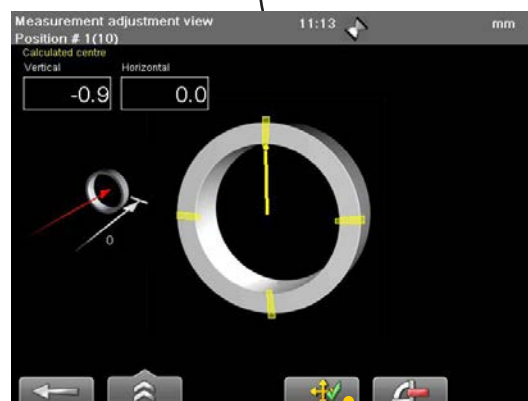 Measurement adjustment view 11:13 mm
Position # 1(10)
Calculated centre
Vertical Horizontal
-0.9 0.0
0